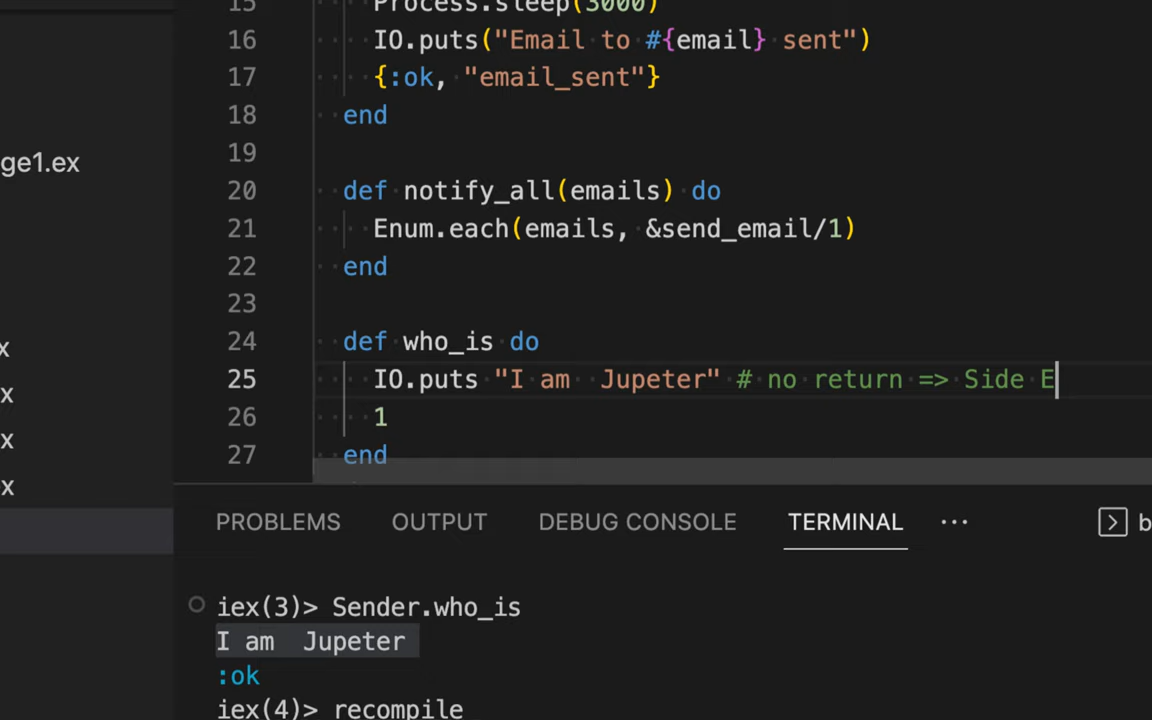 15 Process.sleep(3000)
16 IO.puts("Email to #{email} sent")
17 {:ok, "email_sent"}
18 end
19
ge1.ex
20 def notify_all(emails) do
21 Enum.each(emails, &send_email/1)
22 end
23
24 def who_is do
x
25 IO.puts "I am  Jupeter" # no return => Side E
x
26 1
x
27 end
x
PROBLEMS OUTPUT DEBUG CONSOLE TERMINAL ... b
iex(3)> Sender.who_is
I am  Jupeter
:ok
iex(4)> recompile